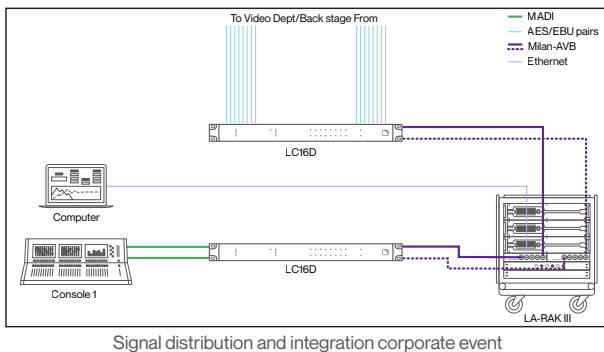 To Video Dept/Back stage From
MADI
AES/EBU pairs
Milan-AVB
Ethernet
LC16D
Computer
LC16D
Console 1
LA-RAK III
Signal distribution and integration corporate event